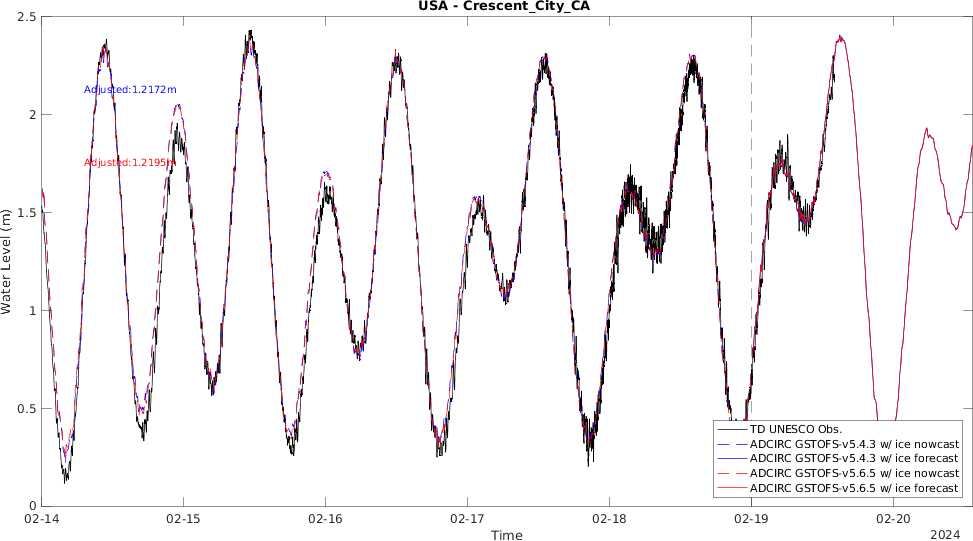 USA - Crescent_City_CA
2.5
Adjusted:1.2172m
2
Adjusted:1.2195m
1.5
Water Level (m)
1
0.5
0
TD UNESCO Obs.
ADCIRC GSTOFS-v5.4.3 w/ ice nowcast
ADCIRC GSTOFS-v5.4.3 w/ ice forecast
ADCIRC GSTOFS-v5.6.5 w/ ice nowcast
ADCIRC GSTOFS-v5.6.5 w/ ice forecast
02-14 02-15 02-16 02-17 02-18 02-19 02-20
Time
2024